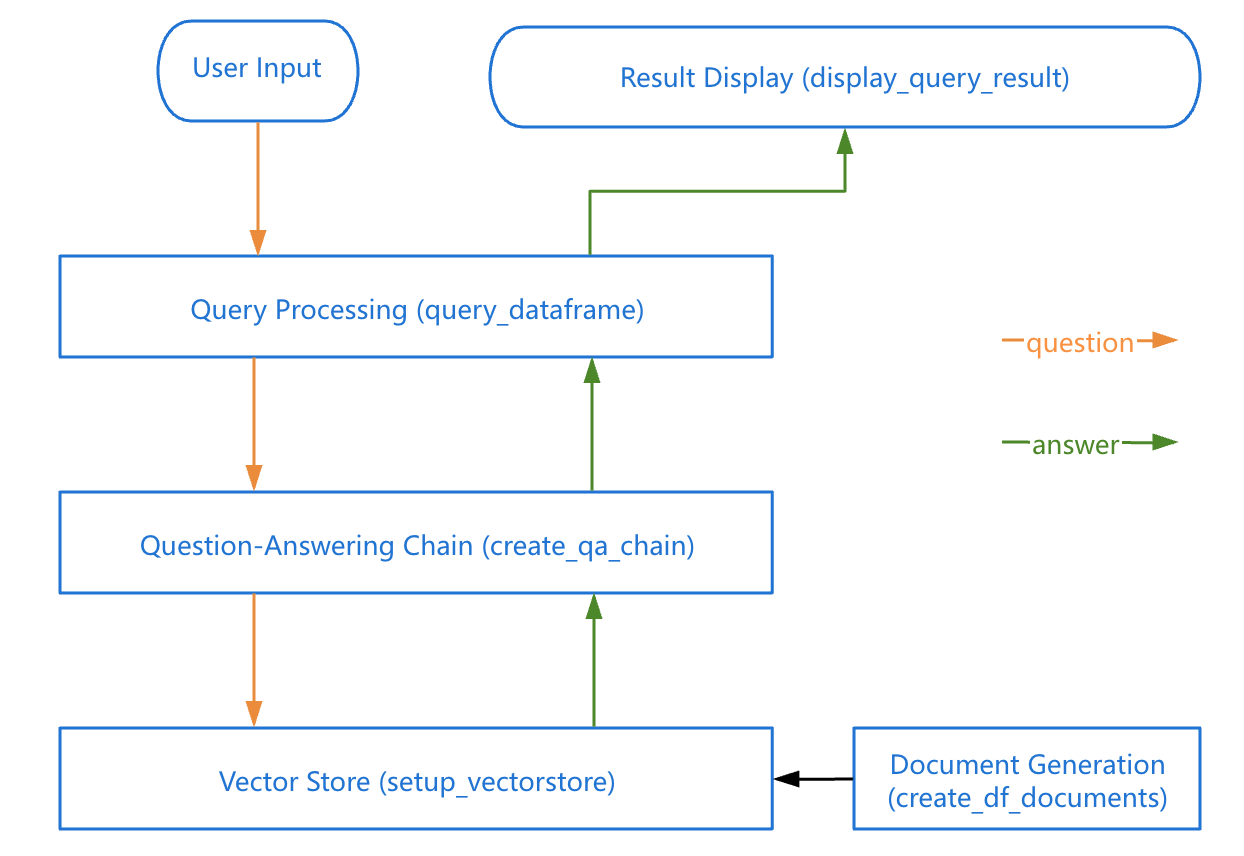 User Input
Result Display (display_query_result)
Query Processing (query_dataframe)
question
answer
Question-Answering Chain (create_qa_chain)
Vector Store (setup_vectorstore)
Document Generation
(create_df_documents)